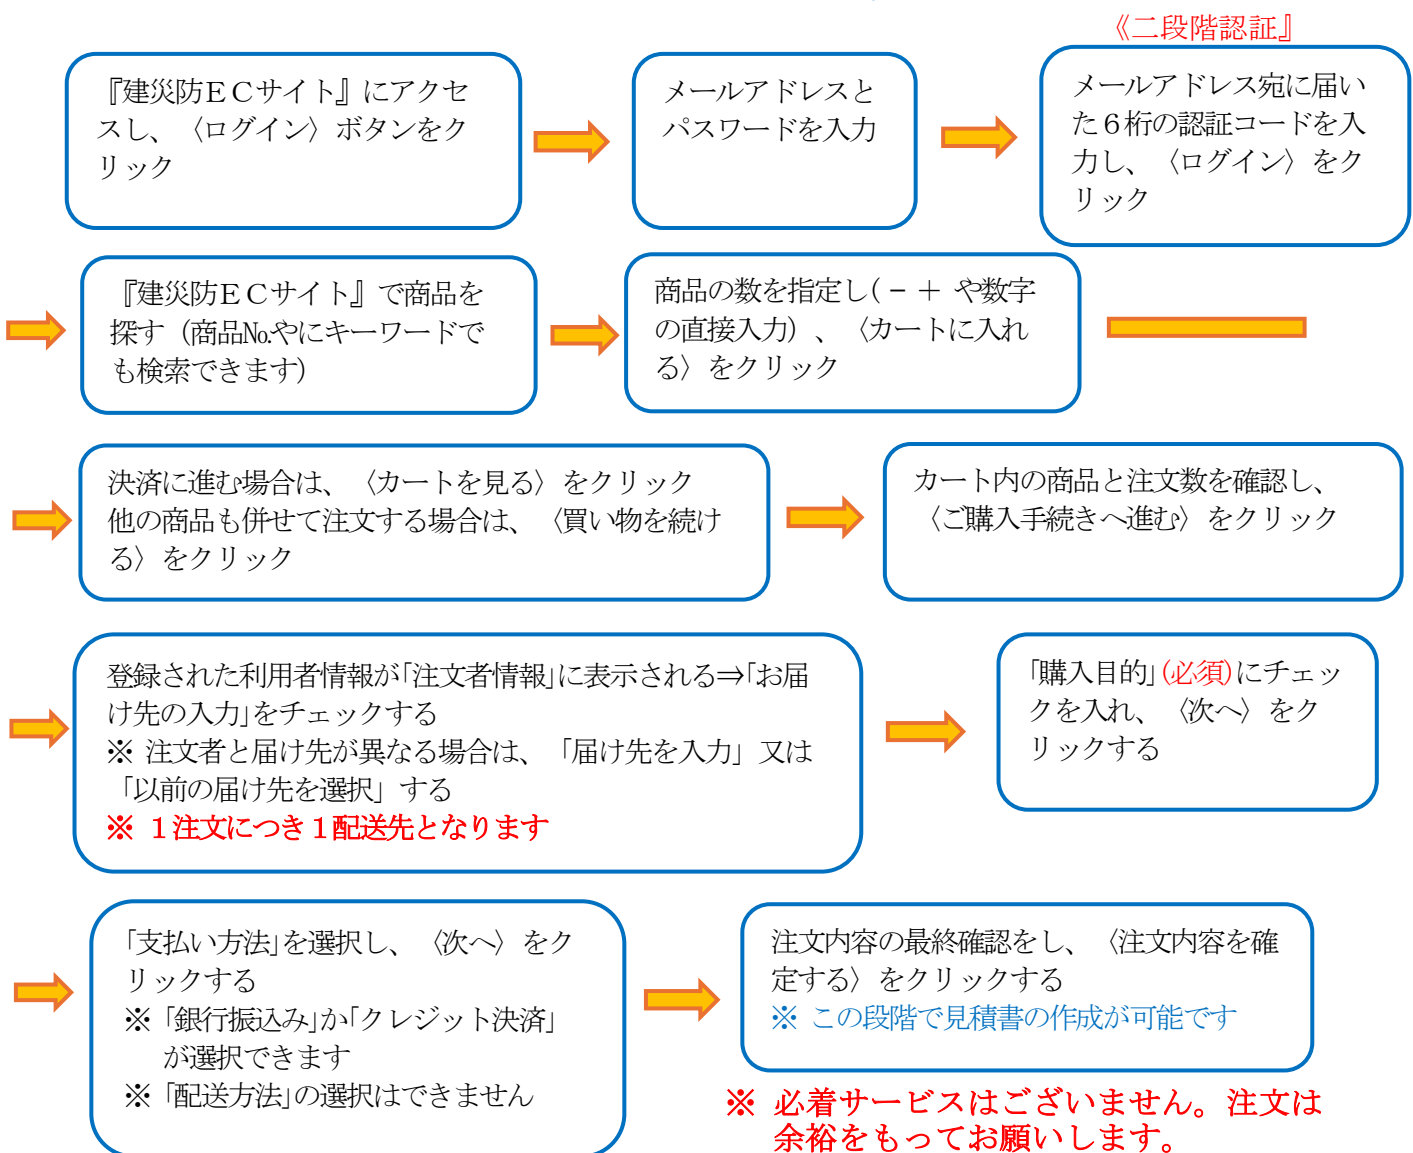 《二段階認証』
『建災防ＥＣサイト』にアクセ
スし、〈ログイン〉ボタンをク
リック
メールアドレスと
パスワードを入力
メールアドレス宛に届い
た６桁の認証コードを入
力し、〈ログイン〉をク
リック
『建災防ＥＣサイト』で商品を
探す（商品№やにキーワードで
も検索できます）
商品の数を指定し(－＋ や数字
の直接入力）、〈カートに入れ
る〉をクリック
決済に進む場合は、〈カートを見る〉をクリック
他の商品も併せて注文する場合は、〈買い物を続け
る〉をクリック
カート内の商品と注文数を確認し、
〈ご購入手続きへ進む〉をクリック
登録された利用者情報が｢注文者情報｣に表示される⇒｢お届
け先の入力｣をチェックする
※ 注文者と届け先が異なる場合は、「届け先を入力」又は
「以前の届け先を選択」する
※ １注文につき１配送先となります
｢購入目的｣(必須)にチェッ
クを入れ、〈次へ〉をク
リックする
｢支払い方法｣を選択し、〈次へ〉をク
リックする
※｢銀行振込み｣か｢クレジット決済｣
が選択できます
※｢配送方法｣の選択はできません
注文内容の最終確認をし、〈注文内容を確
定する〉をクリックする
※ この段階で見積書の作成が可能です
※ 必着サービスはございません。注文は
余裕をもってお願いします。